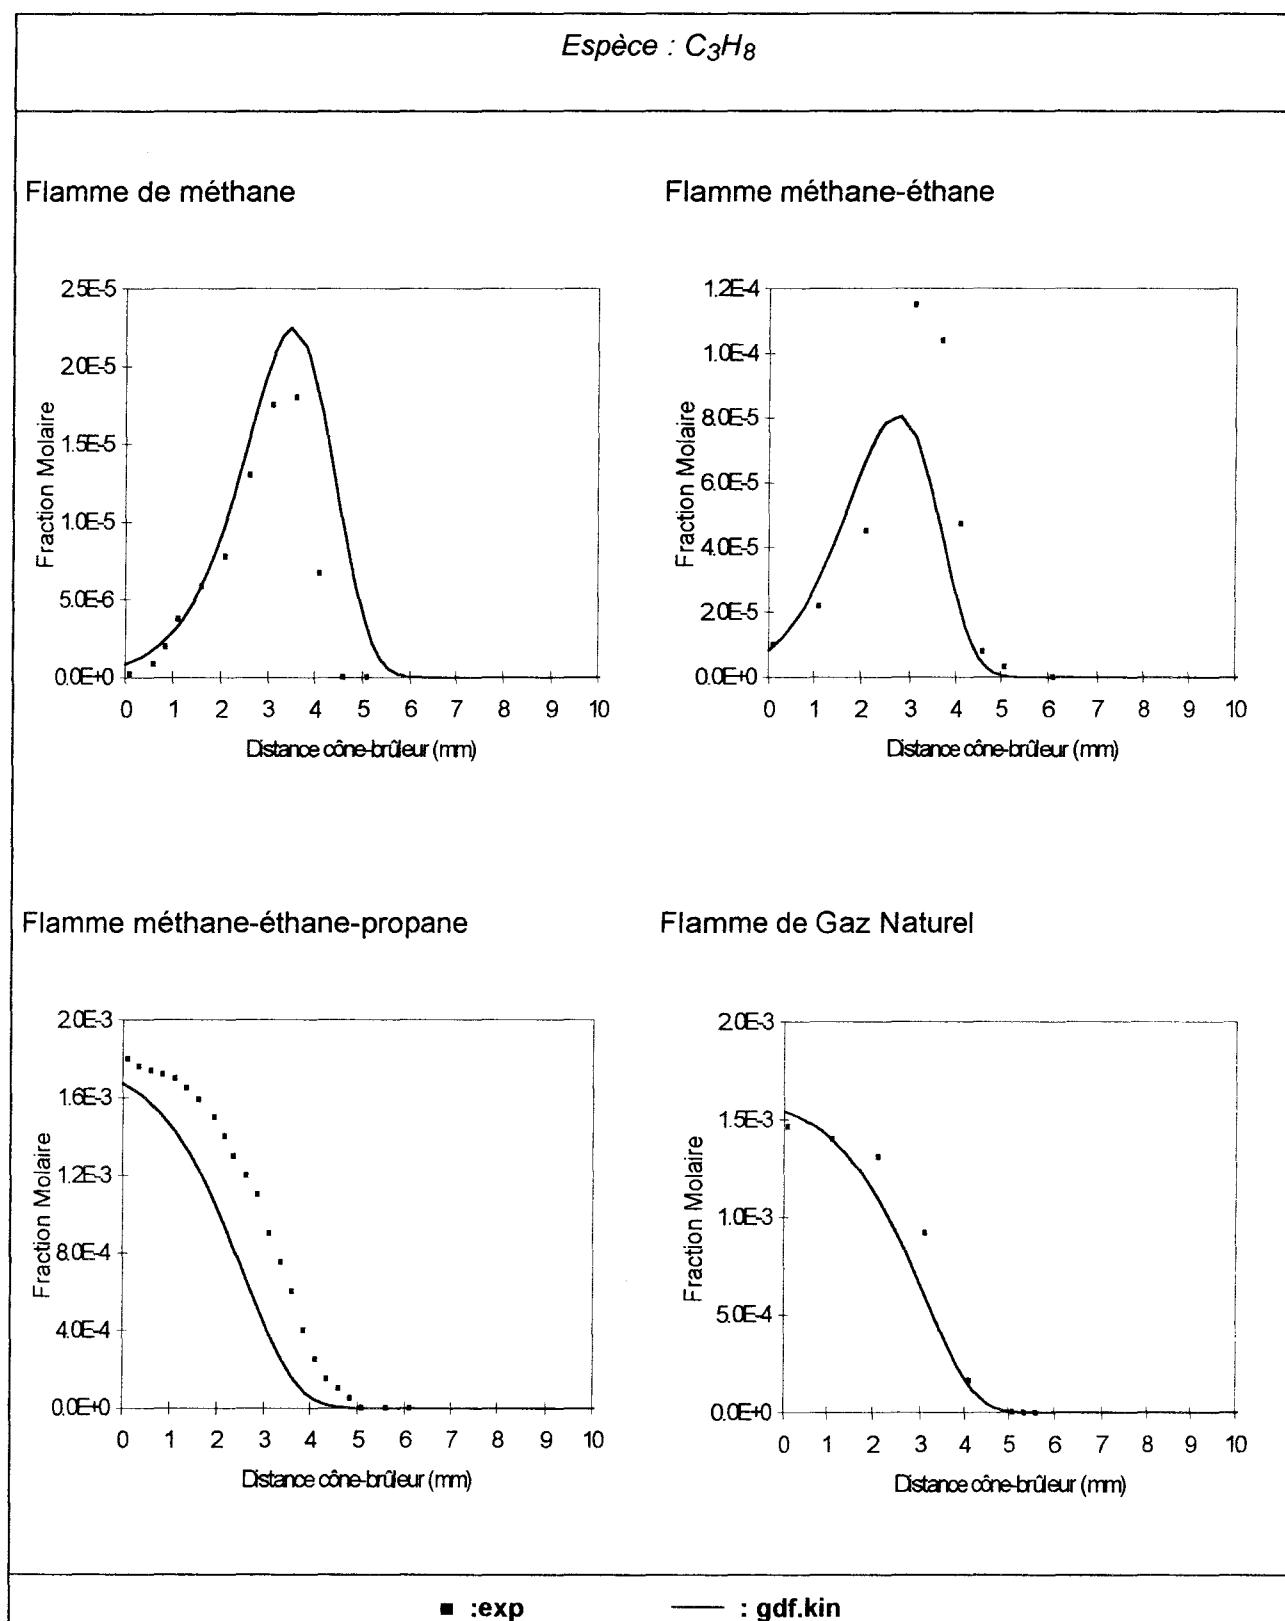 Espèce : C3H8
Flamme de méthane
Flamme méthane-éthane
2.5E-5
2.0E-5
1.5E-5
1.0E-5
5.0E-6
0.0E+0
Fraction Molaire
0 1 2 3 4 5 6 7 8 9 10
Distance cône-brûleur (mm)
1.2E-4
1.0E-4
8.0E-5
6.0E-5
4.0E-5
2.0E-5
0.0E+0
Fraction Molaire
0 1 2 3 4 5 6 7 8 9 10
Distance cône-brûleur (mm)
Flamme méthane-éthane-propane
Flamme de Gaz Naturel
2.0E-3
1.6E-3
1.2E-3
8.0E-4
4.0E-4
0.0E+0
Fraction Molaire
0 1 2 3 4 5 6 7 8 9 10
Distance cône-brûleur (mm)
2.0E-3
1.5E-3
1.0E-3
5.0E-4
0.0E+0
Fraction Molaire
0 1 2 3 4 5 6 7 8 9 10
Distance cône-brûleur (mm)
:exp : gdf.kin